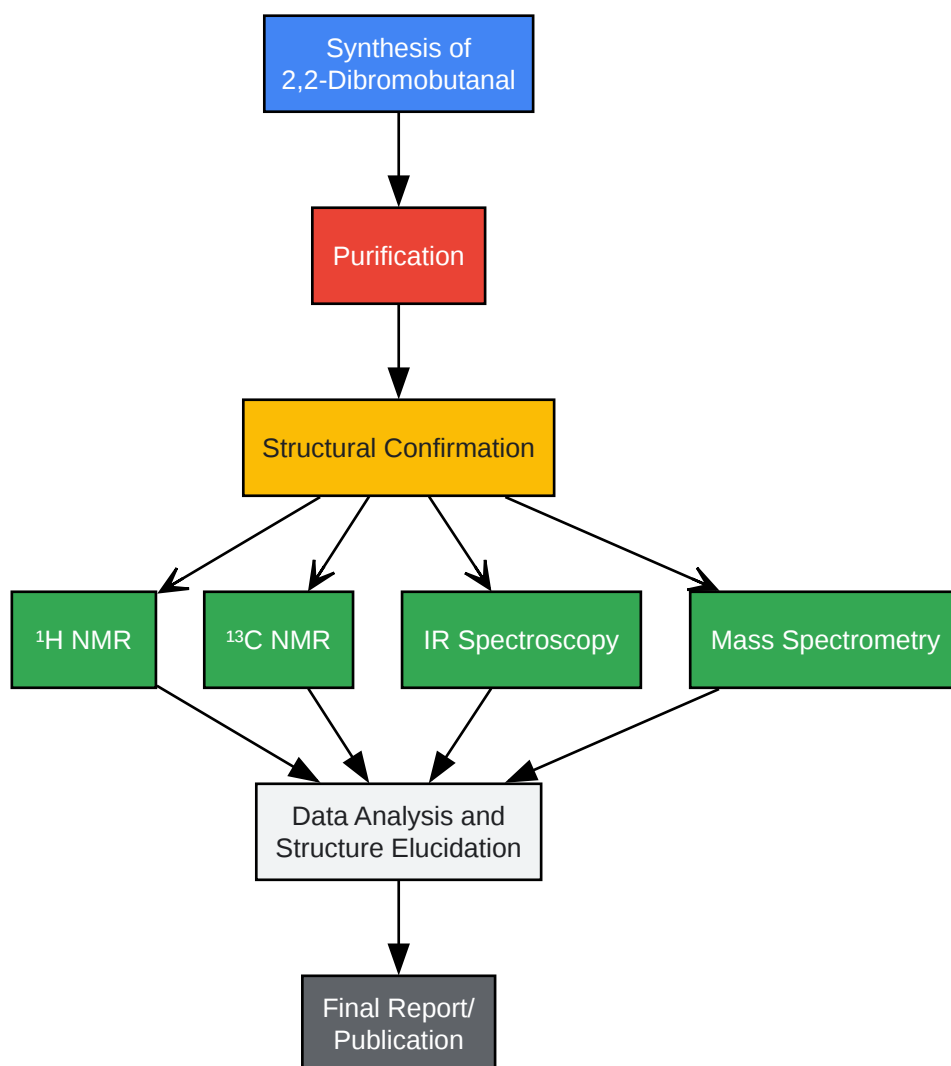 Synthesis of
2,2-Dibromobutanal
Purification
Structural Confirmation
¹H NMR
¹³C NMR
IR Spectroscopy
Mass Spectrometry
Data Analysis and
Structure Elucidation
Final Report/
Publication